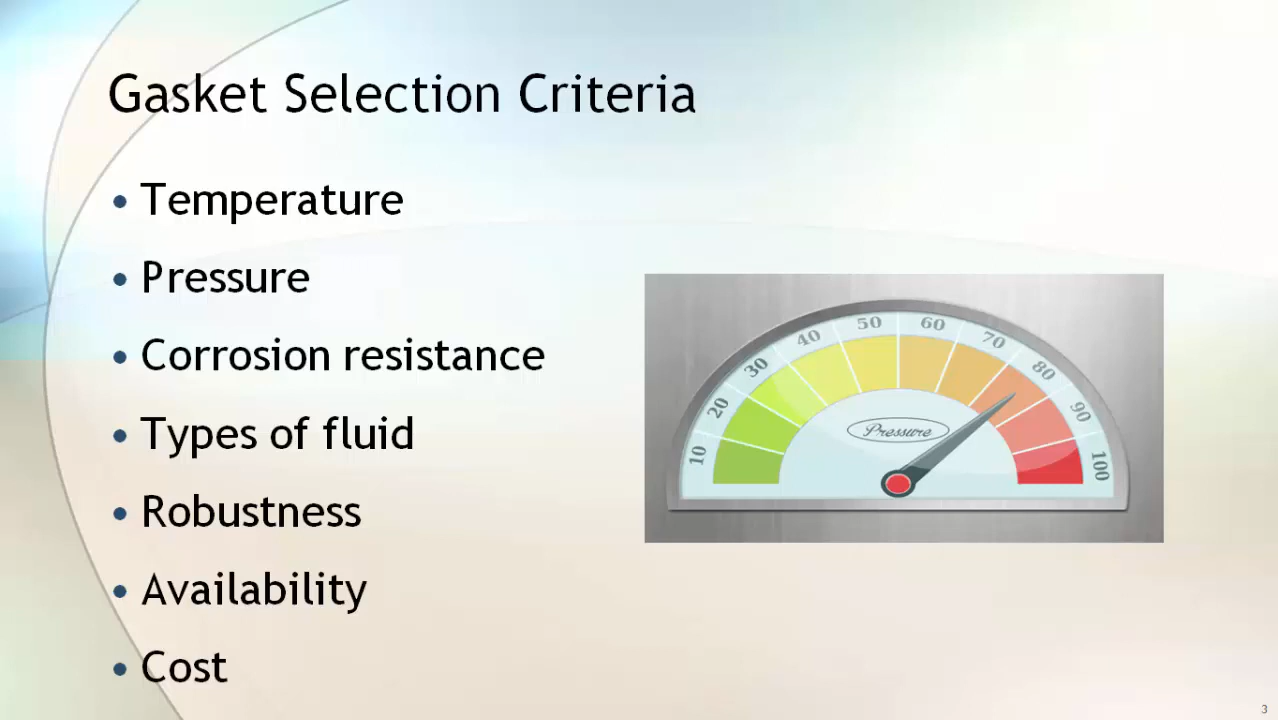 Gasket Selection Criteria
• Temperature
• Pressure
• Corrosion resistance
• Types of fluid
• Robustness
• Availability
• Cost
10 20 30 40 50 60 70 80 90 100
Pressure
3